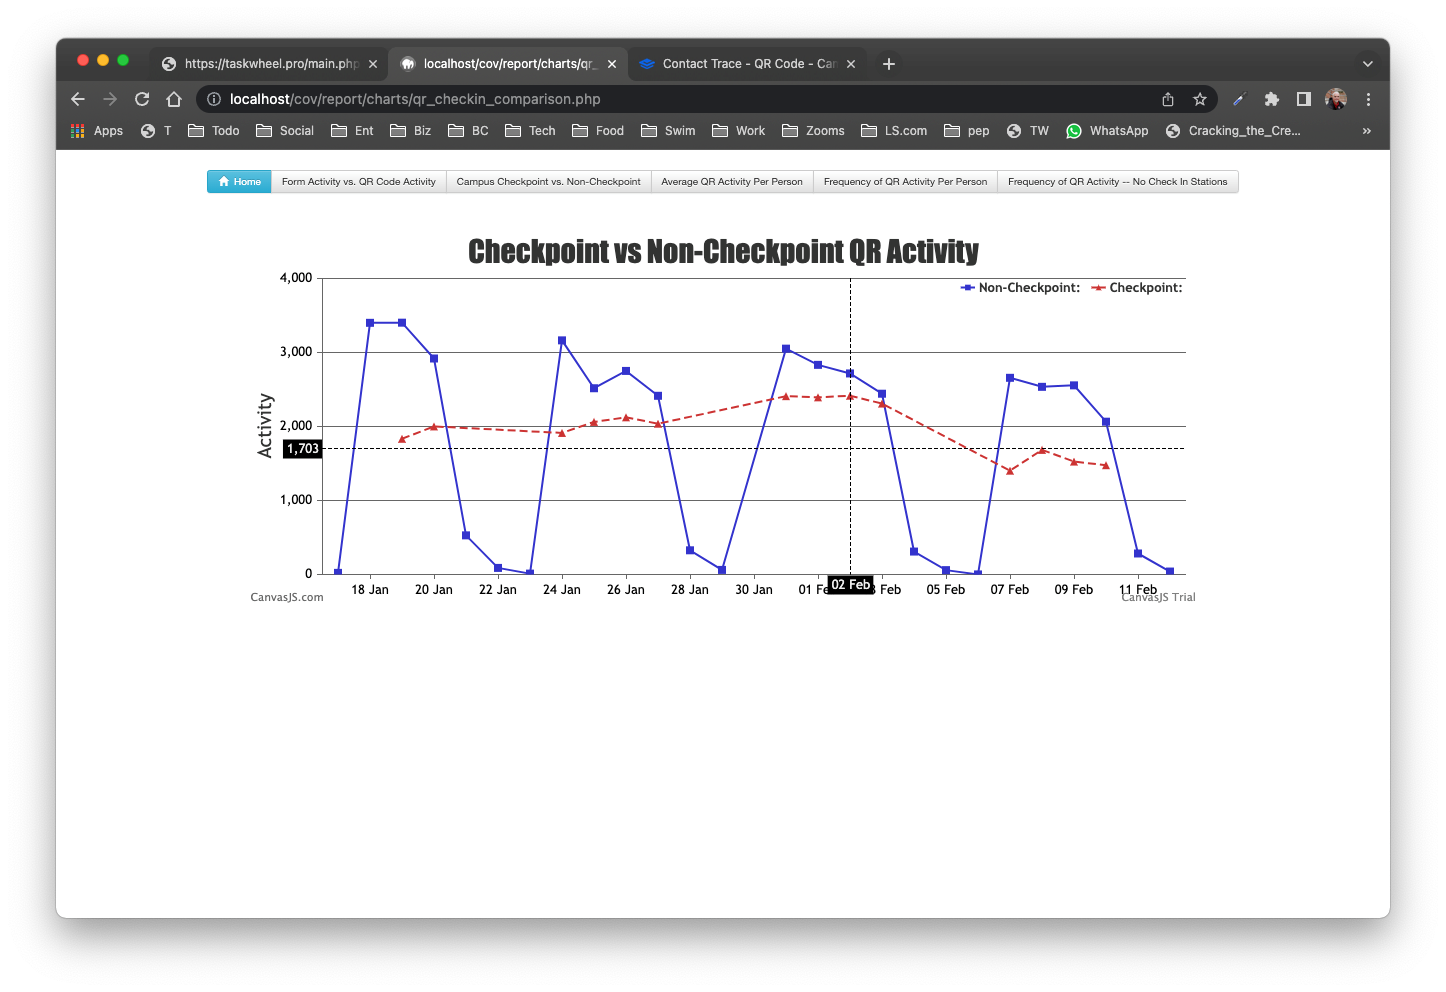 https://taskwheel.pro/main.php
localhost/cov/report/charts/qr_
Contact Trace - QR Code - Can
localhost/cov/report/charts/qr_checkin_comparison.php
Apps T Todo Social Ent Biz BC Tech Food Swim Work Zooms LS.com pep TW WhatsApp Cracking_the_Cre... »
Home Form Activity vs. QR Code Activity Campus Checkpoint vs. Non-Checkpoint Average QR Activity Per Person Frequency of QR Activity Per Person Frequency of QR Activity -- No Check In Stations
Checkpoint vs Non-Checkpoint QR Activity
Non-Checkpoint: Checkpoint:
Activity
4,000
3,000
2,000
1,703
1,000
0
18 Jan 20 Jan 22 Jan 24 Jan 26 Jan 28 Jan 30 Jan 01 Fe 02 Feb 3 Feb 05 Feb 07 Feb 09 Feb 11 Feb
CanvasJS.com CanvasJS Trial